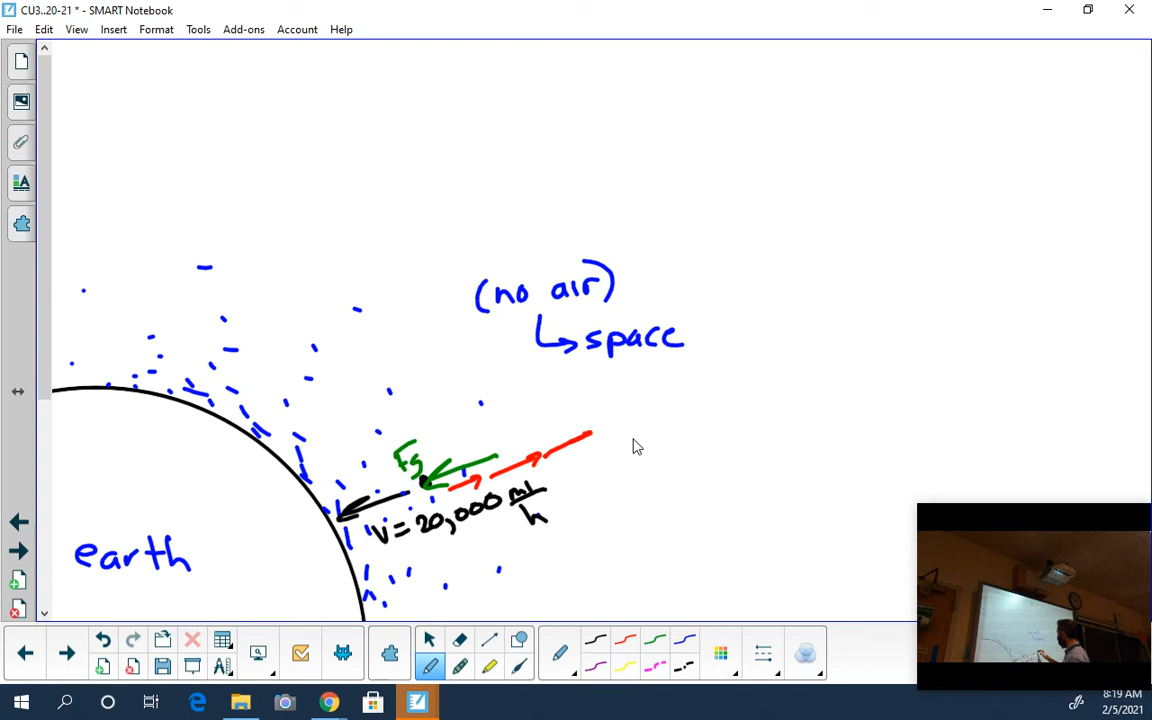 CU3..20-21 * - SMART Notebook
File Edit View Insert Format Tools Add-ons Account Help
(no air)
↳ space
Fg
V = 20,000 mi/h
earth
8:19 AM
2/5/2021